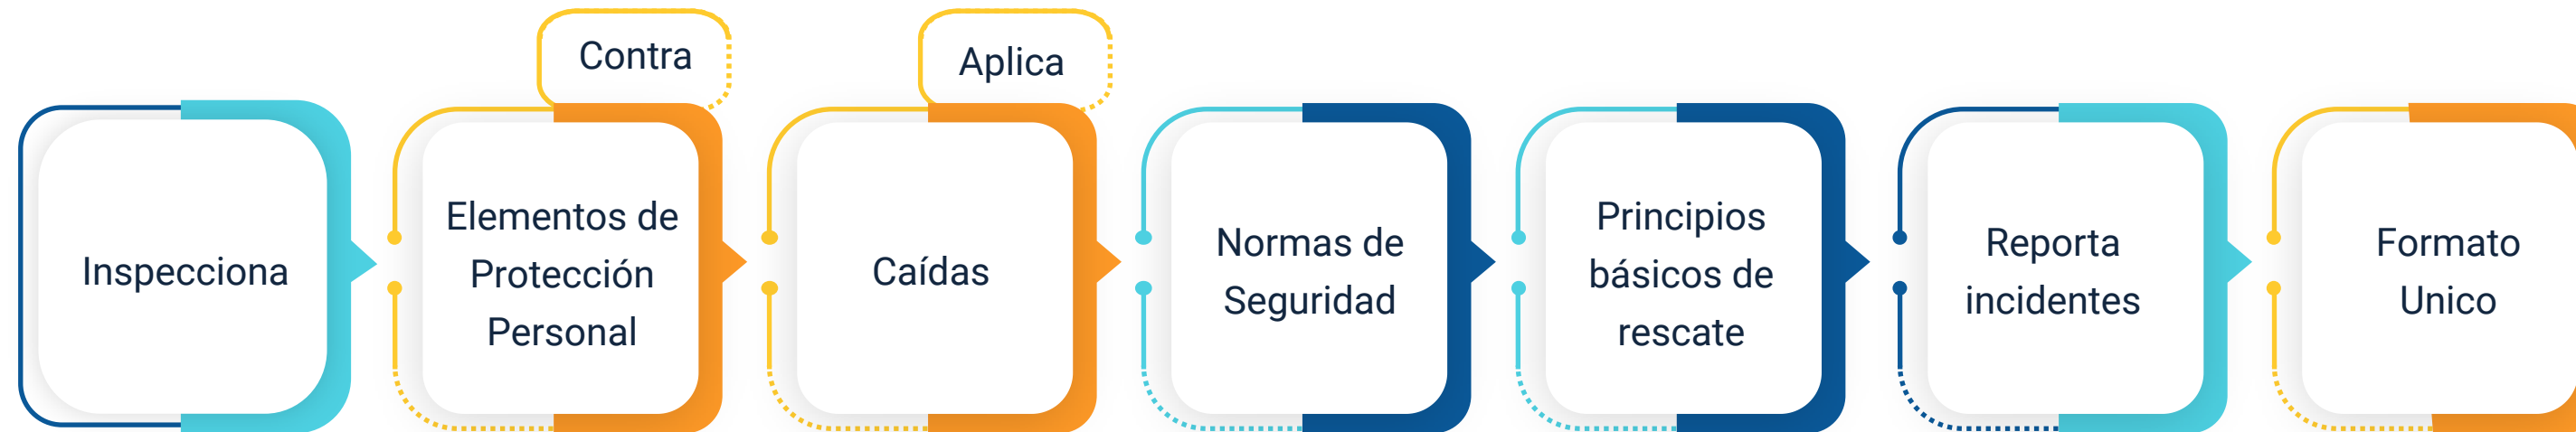 Inspecciona
Elementos de
Protección
Personal
Contra
Caídas
Aplica
Normas de
Seguridad
Principios
básicos de
rescate
Reporta
incidentes
Formato
Unico